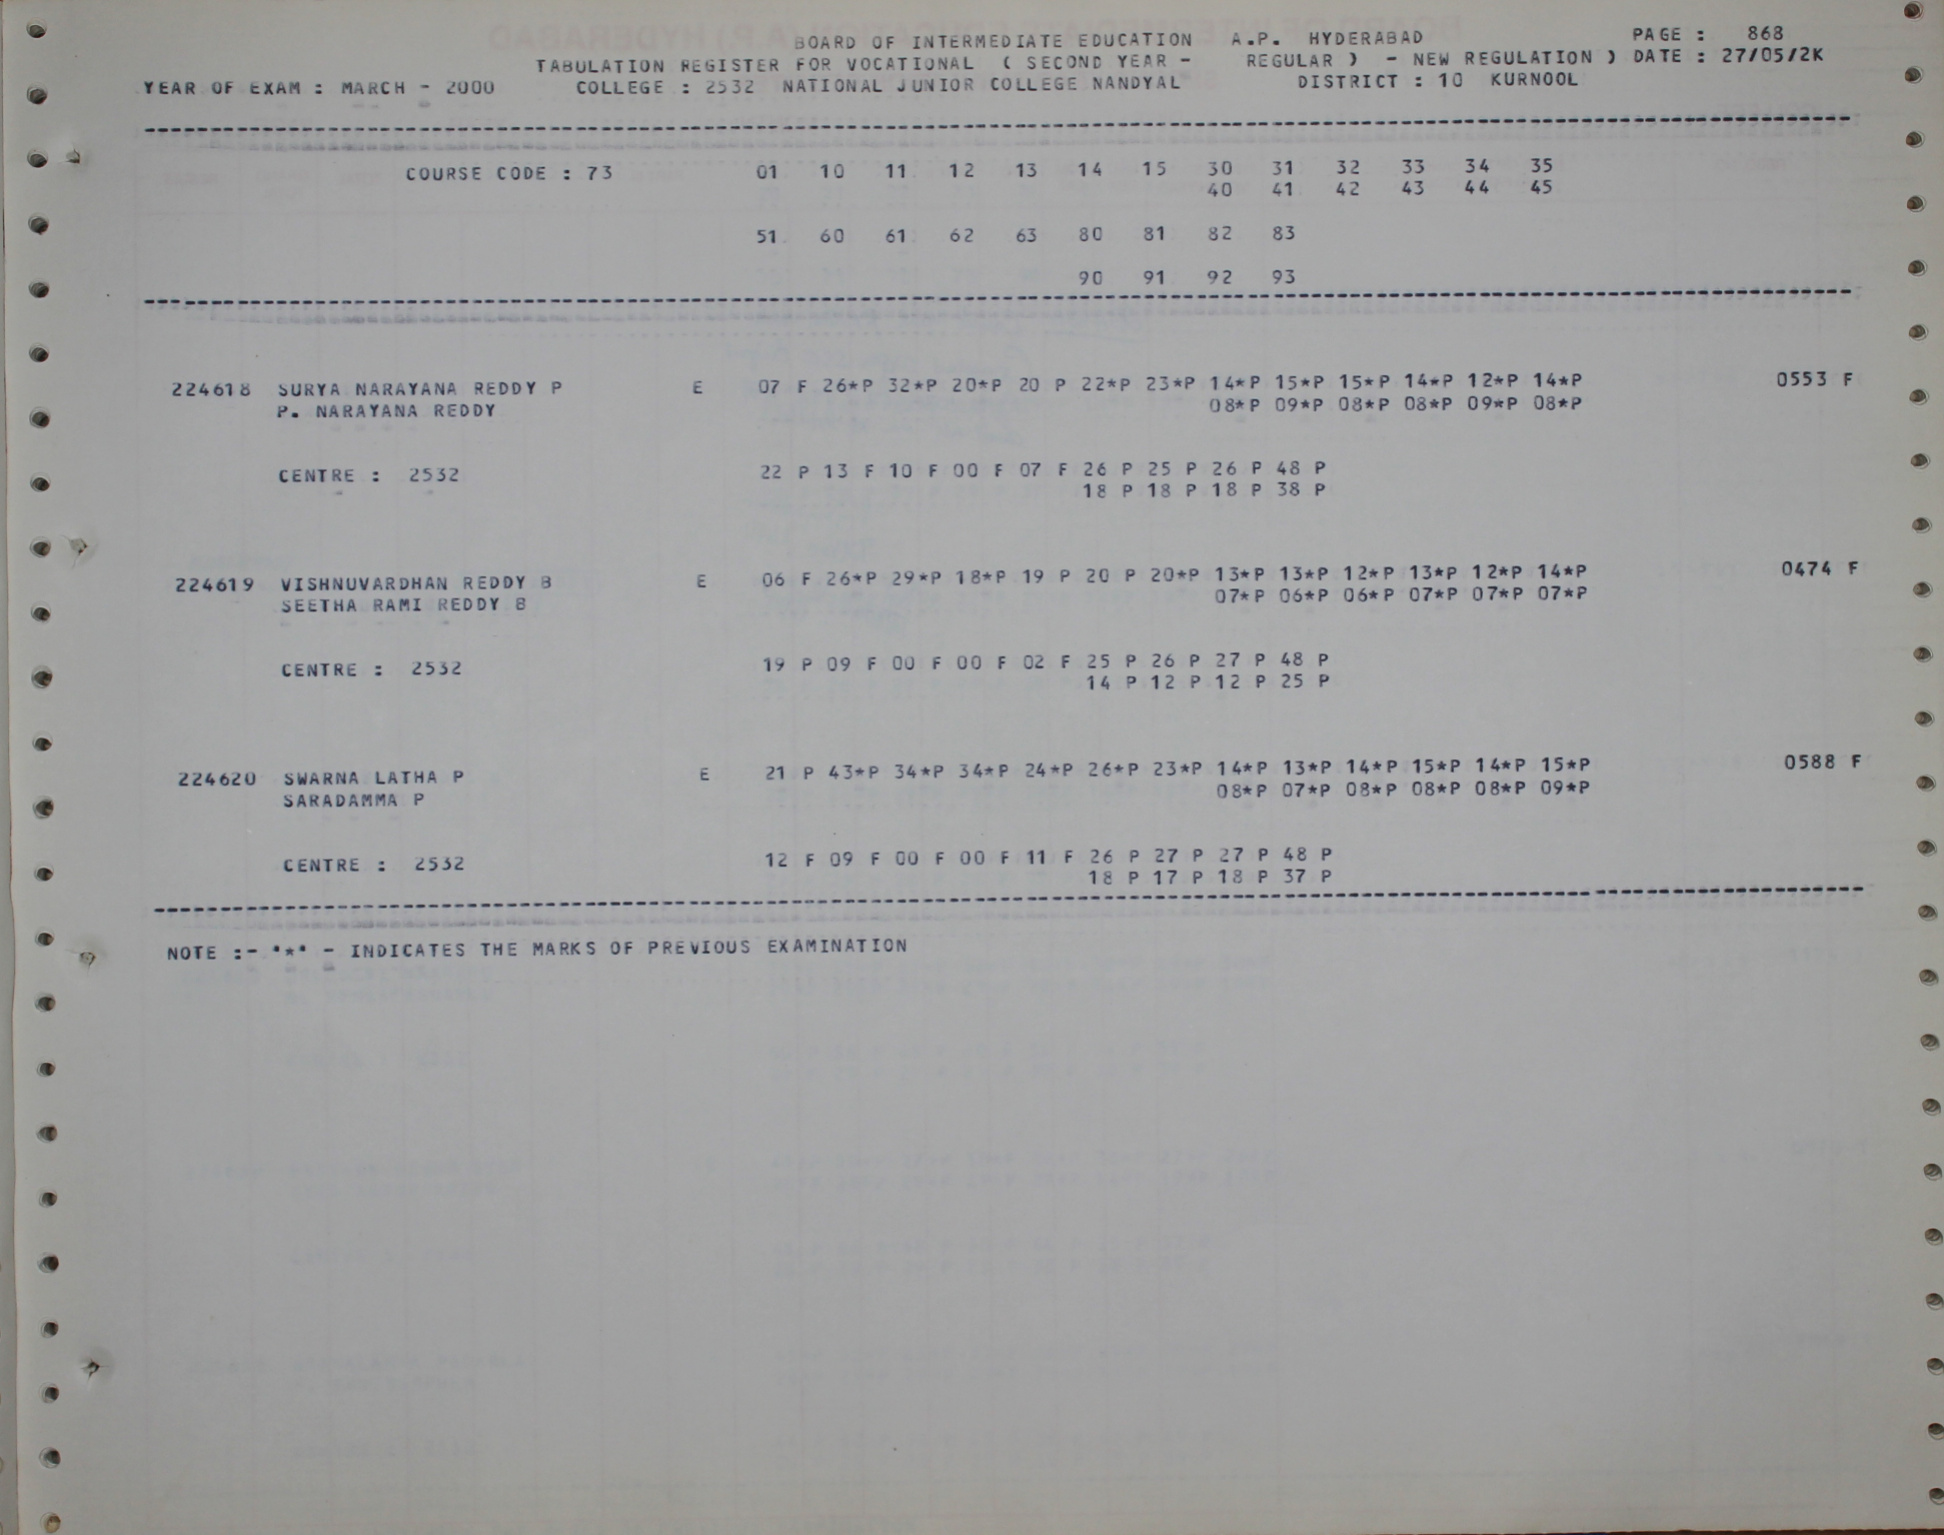 BOARD OF INTERMEDIATE EDUCATION A.P. HYDERABAD PAGE : 868
TABULATION REGISTER FOR VOCATIONAL ( SECOND YEAR - REGULAR ) - NEW REGULATION ) DATE : 27/05/2K
YEAR OF EXAM : MARCH - 2000 COLLEGE : 2532 NATIONAL JUNIOR COLLEGE NANDYAL DISTRICT : 10 KURNOOL
COURSE CODE : 73 01 10 11 12 13 14 15 30 31 32 33 34 35
40 41 42 43 44 45
51 60 61 62 63 80 81 82 83
90 91 92 93
224618 SURYA NARAYANA REDDY P E 07 F 26*P 32*P 20*P 20 P 22*P 23*P 14*P 15*P 15*P 14*P 12*P 14*P 0553 F
P. NARAYANA REDDY 08*P 09*P 08*P 08*P 09*P 08*P
CENTRE : 2532 22 P 13 F 10 F 00 F 07 F 26 P 25 P 26 P 48 P
18 P 18 P 18 P 38 P
224619 VISHNUVARDHAN REDDY B E 06 F 26*P 29*P 18*P 19 P 20 P 20*P 13*P 13*P 12*P 13*P 12*P 14*P 0474 F
SEETHA RAMI REDDY B 07*P 06*P 06*P 07*P 07*P 07*P
CENTRE : 2532 19 P 09 F 00 F 00 F 02 F 25 P 26 P 27 P 48 P
14 P 12 P 12 P 25 P
224620 SWARNA LATHA P E 21 P 43*P 34*P 34*P 24*P 26*P 23*P 14*P 13*P 14*P 15*P 14*P 15*P 0588 F
SARADAMMA P 08*P 07*P 08*P 08*P 08*P 09*P
CENTRE : 2532 12 F 09 F 00 F 00 F 11 F 26 P 27 P 27 P 48 P
18 P 17 P 18 P 37 P
NOTE :- "*" - INDICATES THE MARKS OF PREVIOUS EXAMINATION